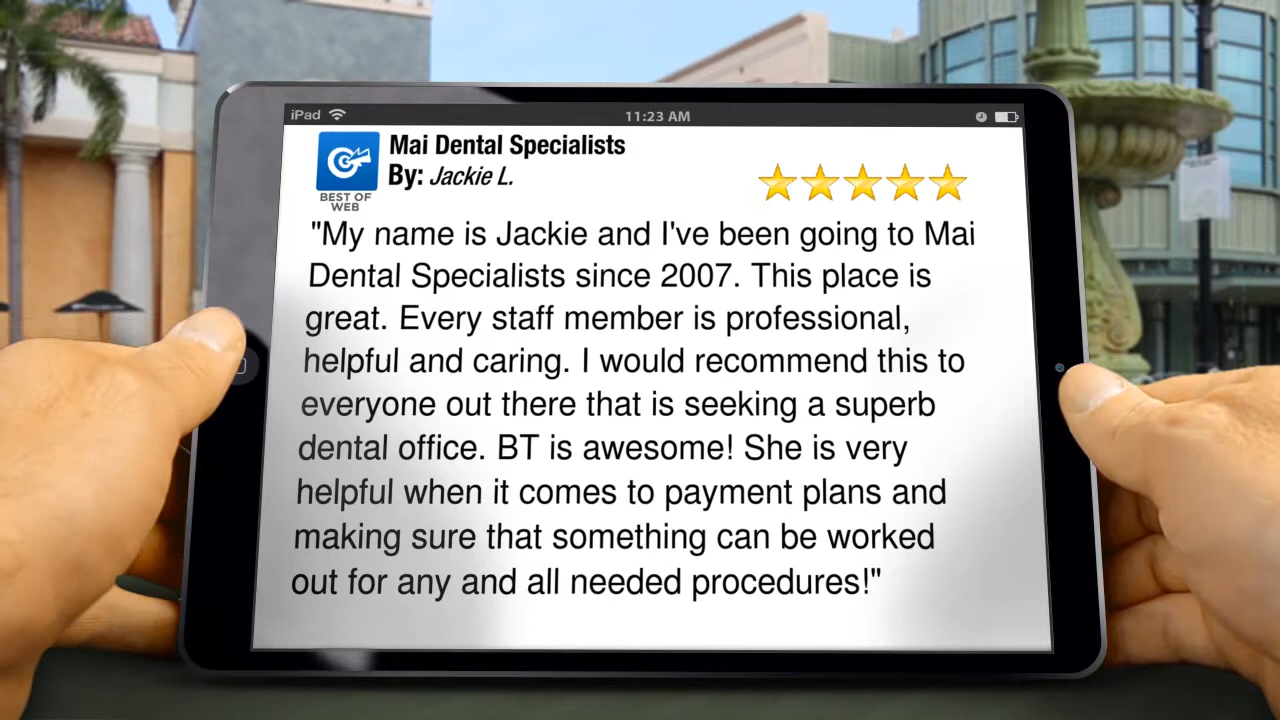 iPad 11:23 AM
Mai Dental Specialists
By: Jackie L.
BEST OF
WEB
"My name is Jackie and I've been going to Mai
Dental Specialists since 2007. This place is
great. Every staff member is professional,
helpful and caring. I would recommend this to
everyone out there that is seeking a superb
dental office. BT is awesome! She is very
helpful when it comes to payment plans and
making sure that something can be worked
out for any and all needed procedures!"